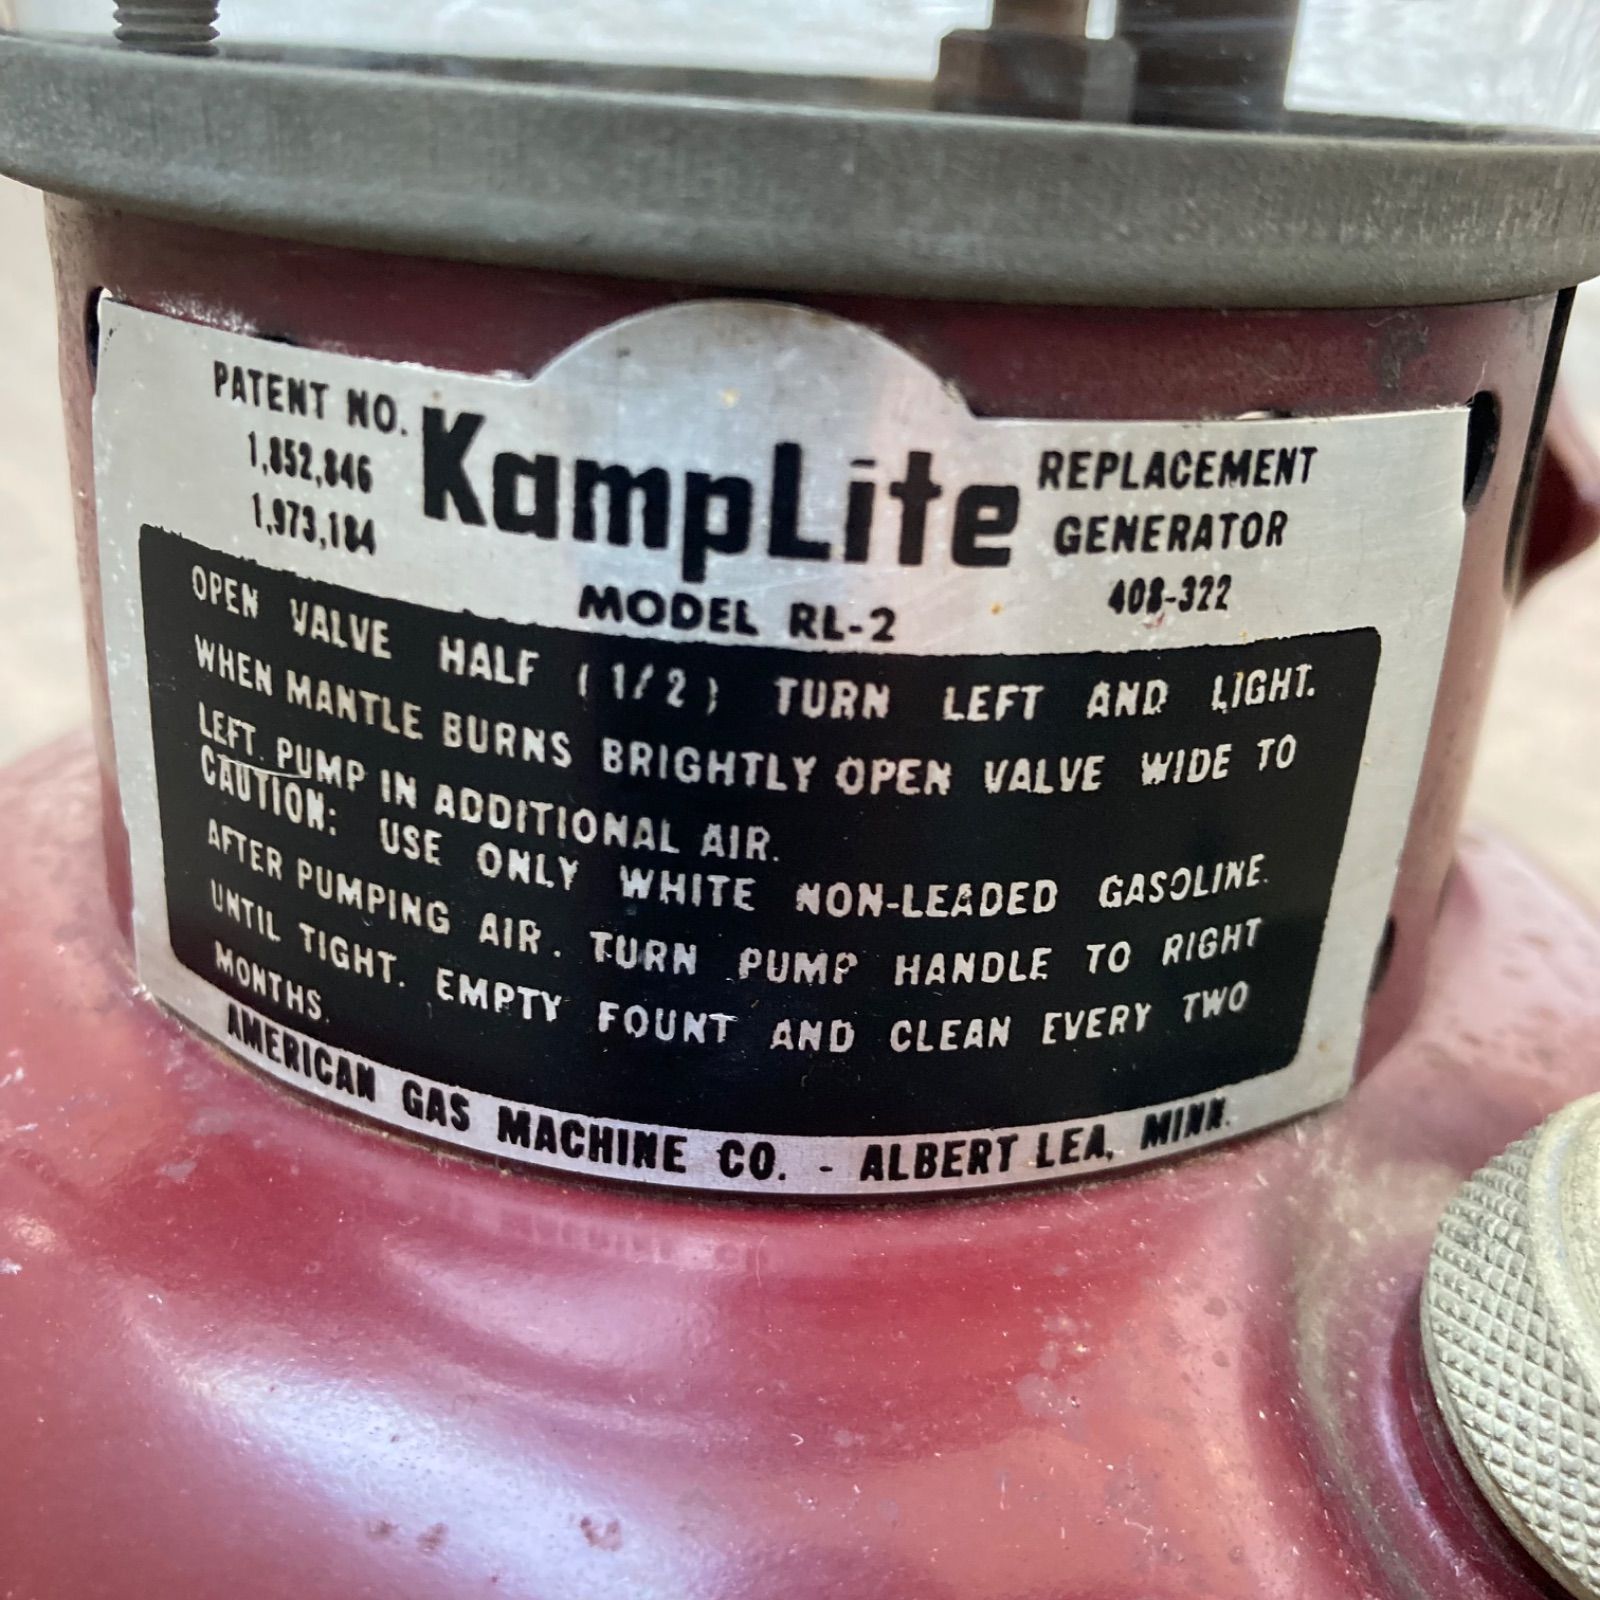 PATENT NO.
1,852,846
1,973,184
KampLite
MODEL RL-2
REPLACEMENT
GENERATOR
408-322
OPEN VALVE HALF (1/2) TURN LEFT AND LIGHT.
WHEN MANTLE BURNS BRIGHTLY OPEN VALVE WIDE TO
LEFT. PUMP IN ADDITIONAL AIR.
CAUTION: USE ONLY WHITE NON-LEADED GASOLINE.
AFTER PUMPING AIR. TURN PUMP HANDLE TO RIGHT
UNTIL TIGHT. EMPTY FOUNT AND CLEAN EVERY TWO
MONTHS.
AMERICAN GAS MACHINE CO. - ALBERT LEA, MINN.